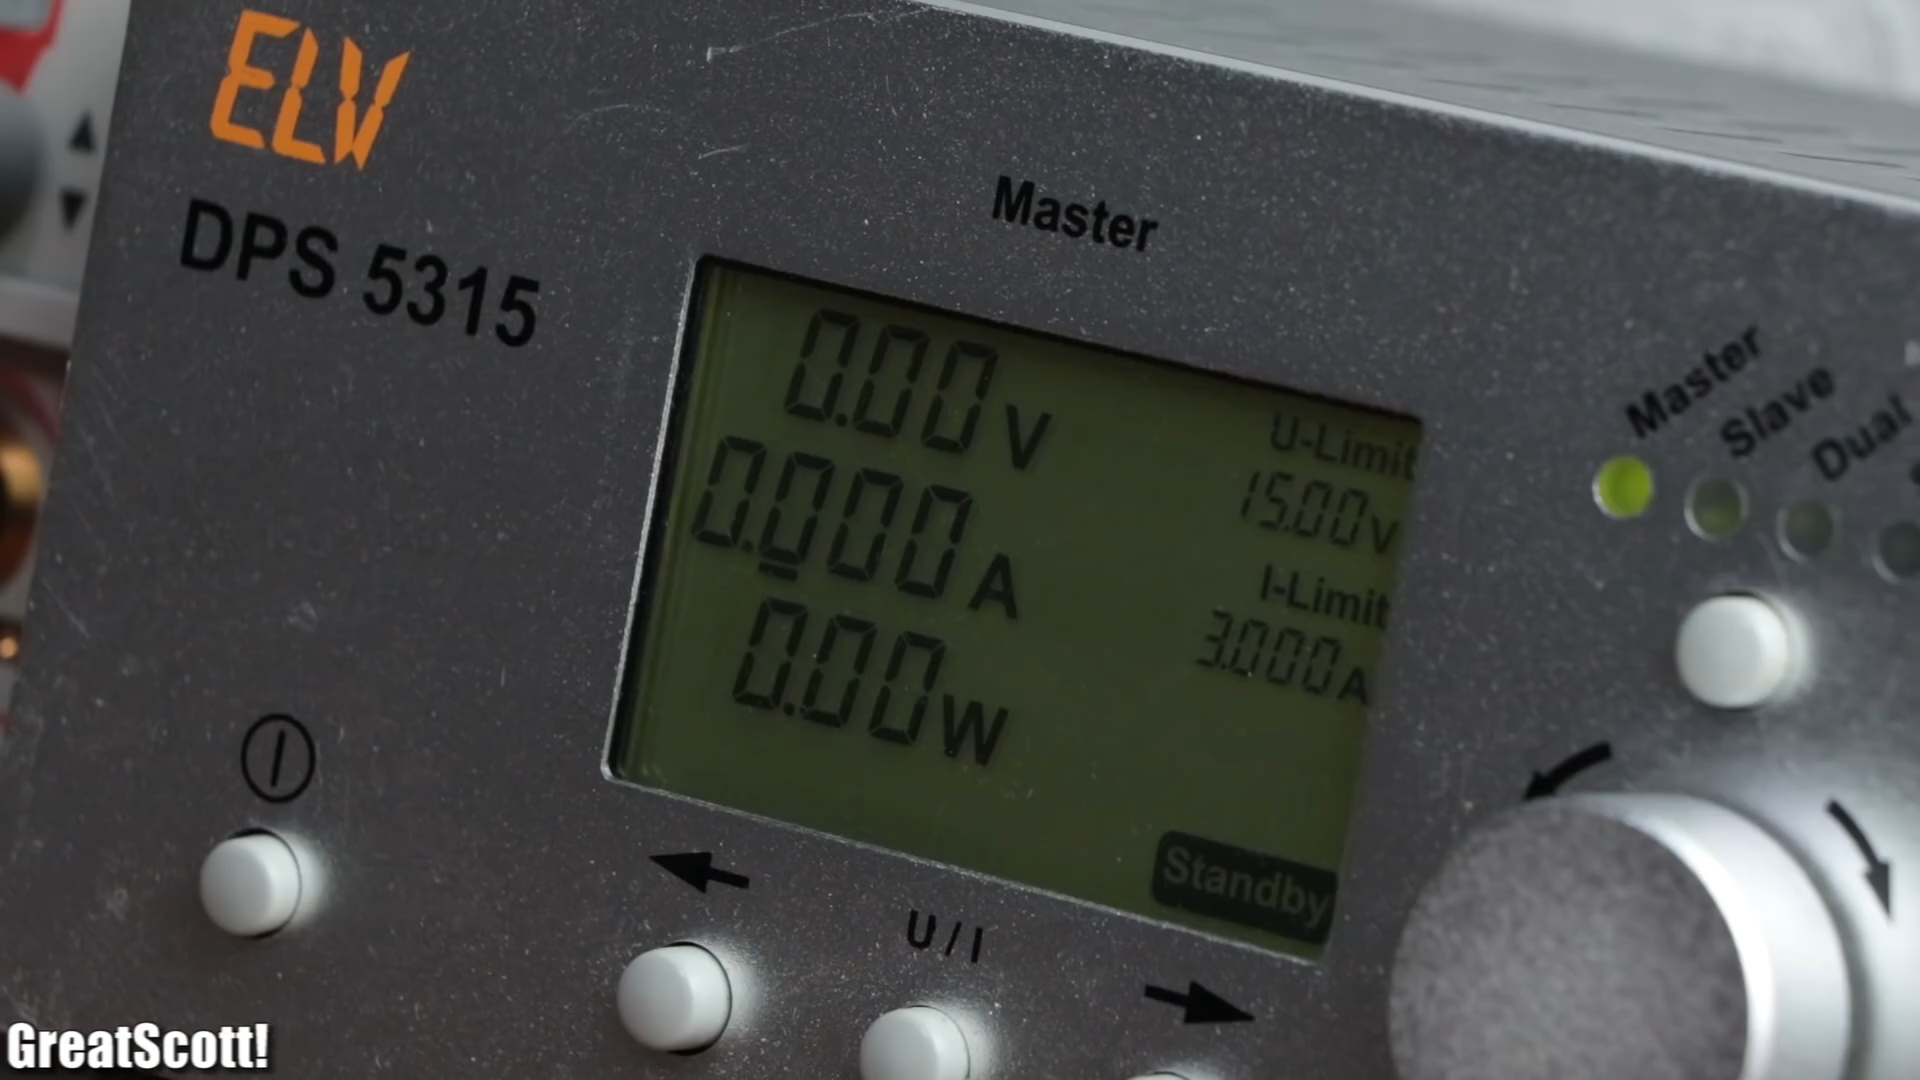 ELV
DPS 5315
Master
0.00 V
0.000 A
0.00 W
U-Limit
15.00 V
I-Limit
3.000 A
Standby
Master
Slave
Dual
U / I
GreatScott!